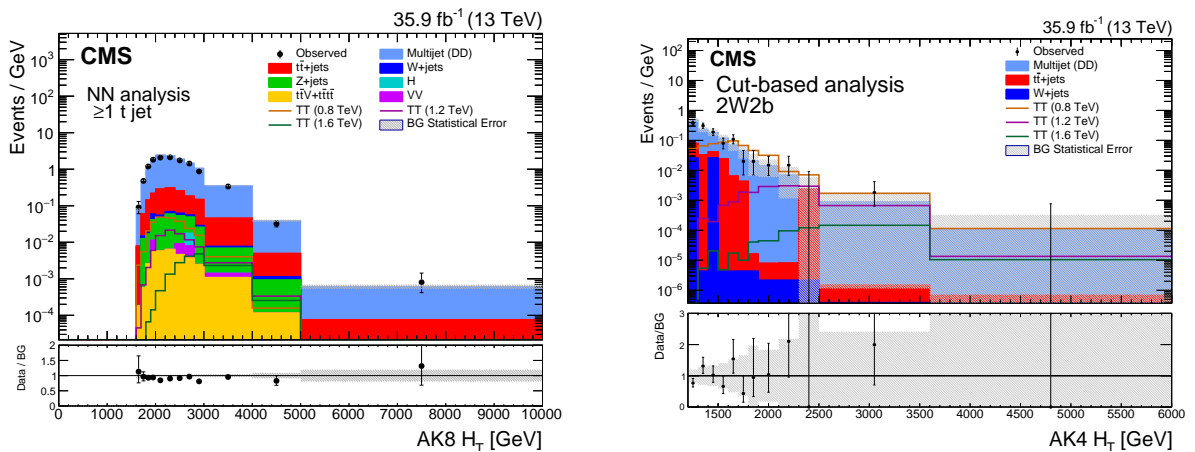 35.9 fb⁻¹ (13 TeV)
Events / GeV
10³
10²
10
1
10⁻¹
10⁻²
10⁻³
10⁻⁴
CMS
NN analysis
≥1 t jet
Observed
Multijet (DD)
tt̄+jets
W+jets
Z+jets
H
tt̄V+tt̄tt̄
VV
TT (0.8 TeV)
TT (1.2 TeV)
TT (1.6 TeV)
BG Statistical Error
Data / BG
2
1.5
1
0.5
0
0 1000 2000 3000 4000 5000 6000 7000 8000 9000 10000
AK8 H_T [GeV]
35.9 fb⁻¹ (13 TeV)
Events / GeV
10²
10
1
10⁻¹
10⁻²
10⁻³
10⁻⁴
10⁻⁵
10⁻⁶
CMS
Cut-based analysis
2W2b
Observed
Multijet (DD)
tt̄+jets
W+jets
TT (0.8 TeV)
TT (1.2 TeV)
TT (1.6 TeV)
BG Statistical Error
Data/BG
3
2
1
0
1500 2000 2500 3000 3500 4000 4500 5000 5500 6000
AK4 H_T [GeV]